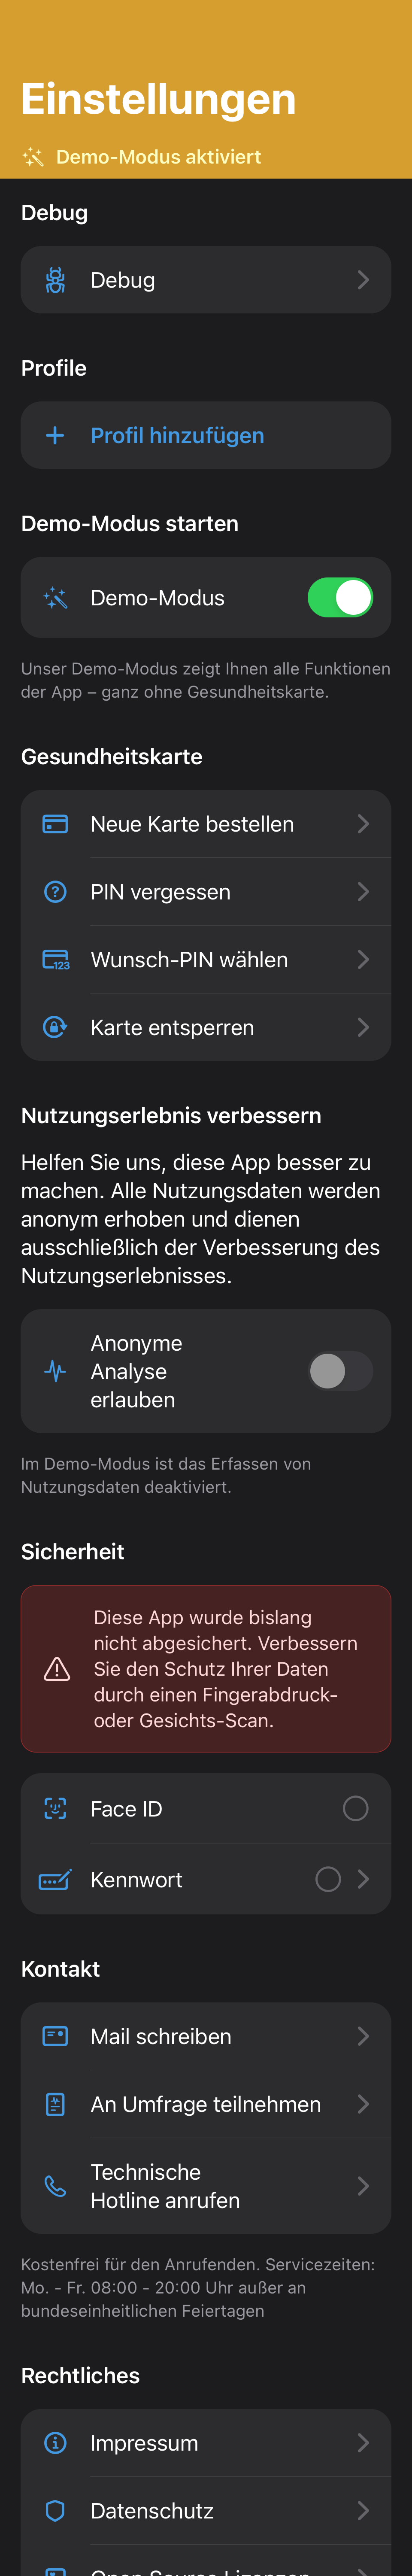 Einstellungen
Demo-Modus aktiviert
Debug
Debug
Profile
Profil hinzufügen
Demo-Modus starten
Demo-Modus
Unser Demo-Modus zeigt Ihnen alle Funktionen
der App – ganz ohne Gesundheitskarte.
Gesundheitskarte
Neue Karte bestellen
PIN vergessen
123
Wunsch-PIN wählen
Karte entsperren
Nutzungserlebnis verbessern
Helfen Sie uns, diese App besser zu
machen. Alle Nutzungsdaten werden
anonym erhoben und dienen
ausschließlich der Verbesserung des
Nutzungserlebnisses.
Anonyme
Analyse
erlauben
Im Demo-Modus ist das Erfassen von
Nutzungsdaten deaktiviert.
Sicherheit
Diese App wurde bislang
nicht abgesichert. Verbessern
Sie den Schutz Ihrer Daten
durch einen Fingerabdruck-
oder Gesichts-Scan.
Face ID
Kennwort
Kontakt
Mail schreiben
An Umfrage teilnehmen
Technische
Hotline anrufen
Kostenfrei für den Anrufenden. Servicezeiten:
Mo. - Fr. 08:00 - 20:00 Uhr außer an
bundeseinheitlichen Feiertagen
Rechtliches
Impressum
Datenschutz
Open Source Lizenzen